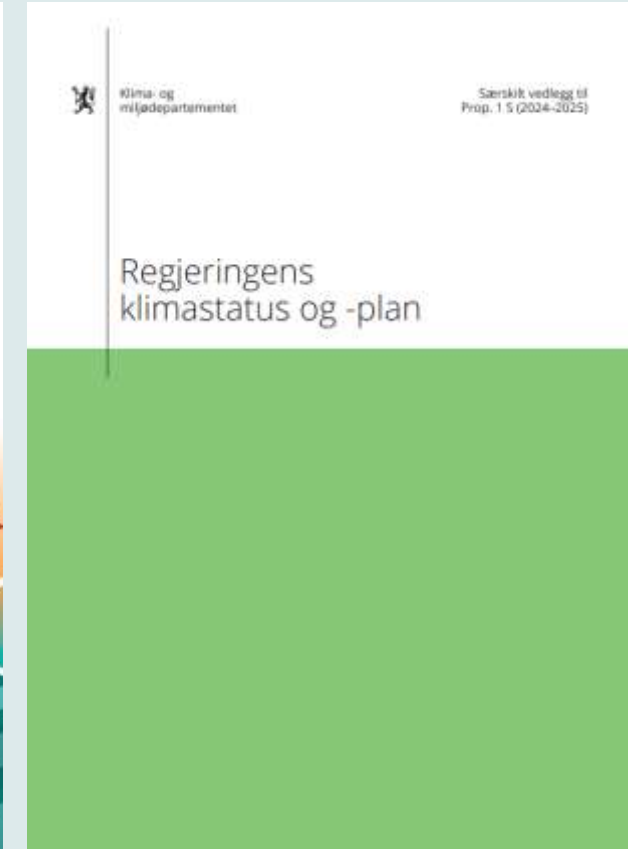 Klima- og
miljødepartementet
Særskilt vedlegg til
Prop. 1 S (2024–2025)
Regjeringens
klimastatus og -plan